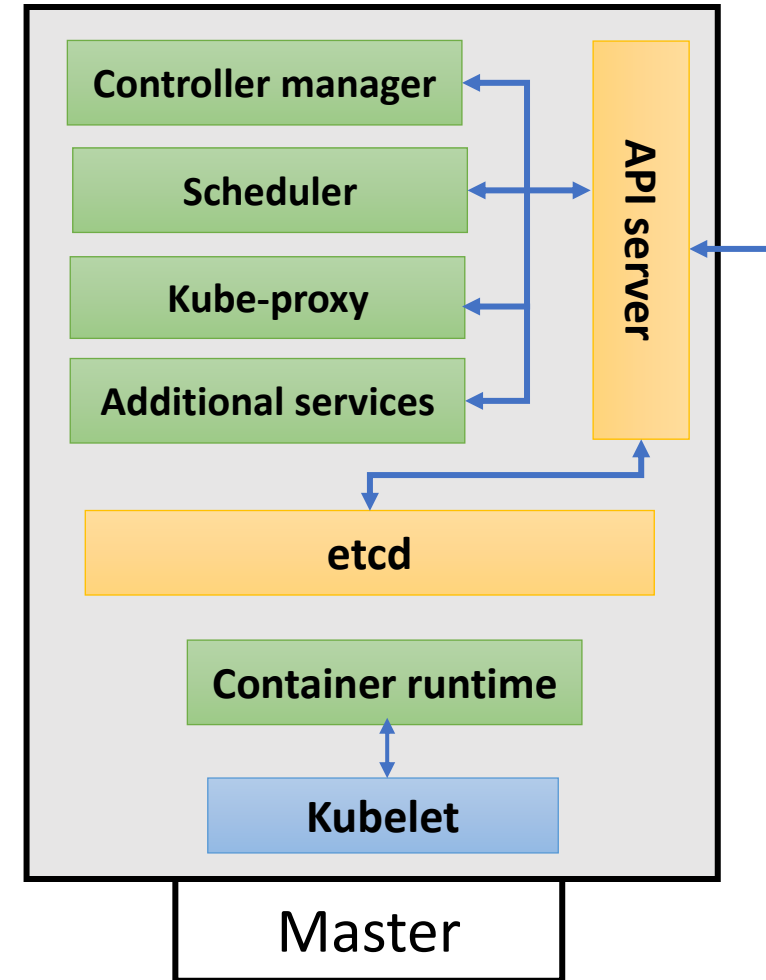 Controller manager
Scheduler
Kube-proxy
Additional services
API server
etcd
Container runtime
Kubelet
Master